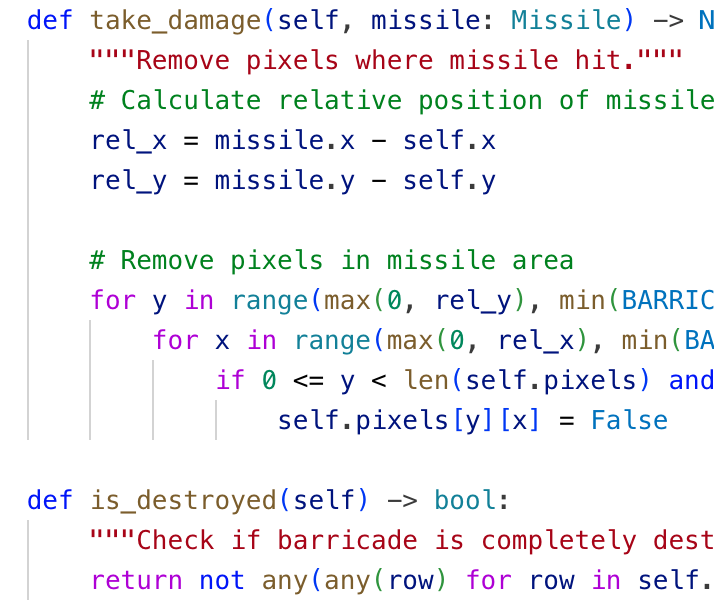 def take_damage(self, missile: Missile) -> N
"""Remove pixels where missile hit."""
# Calculate relative position of missile
rel_x = missile.x - self.x
rel_y = missile.y - self.y
# Remove pixels in missile area
for y in range(max(0, rel_y), min(BARRIC
for x in range(max(0, rel_x), min(BA
if 0 <= y < len(self.pixels) and
self.pixels[y][x] = False
def is_destroyed(self) -> bool:
"""Check if barricade is completely dest
return not any(any(row) for row in self.